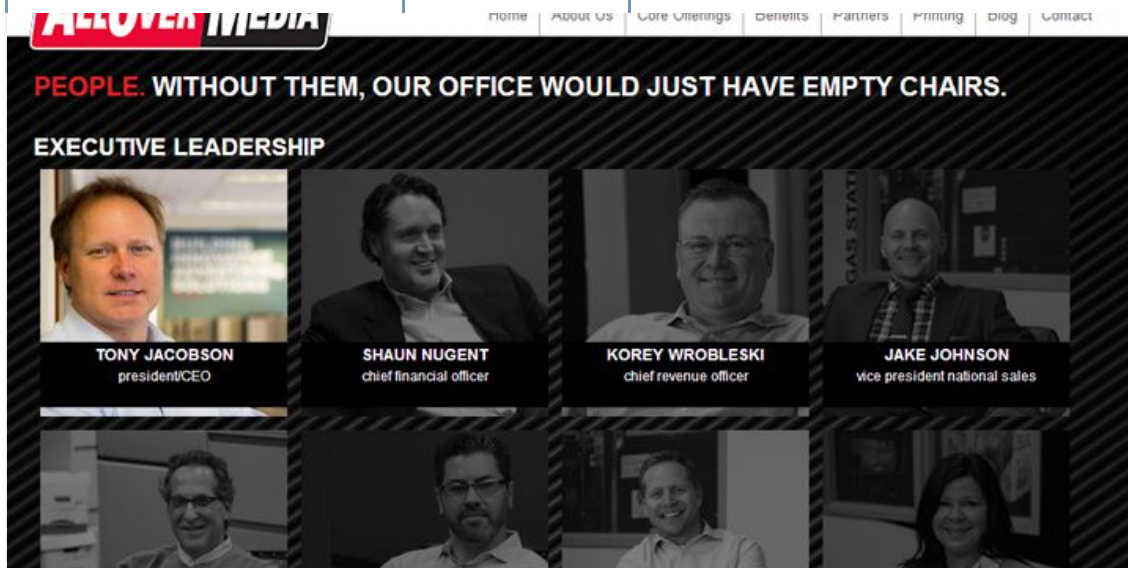 ALLOVER MEDIA
Home About Us Core Offerings Benefits Partners Printing Blog Contact
PEOPLE. WITHOUT THEM, OUR OFFICE WOULD JUST HAVE EMPTY CHAIRS.
EXECUTIVE LEADERSHIP
GAS STATI
TONY JACOBSON SHAUN NUGENT KOREY WROBLESKI JAKE JOHNSON
president/CEO chief financial officer chief revenue officer vice president national sales